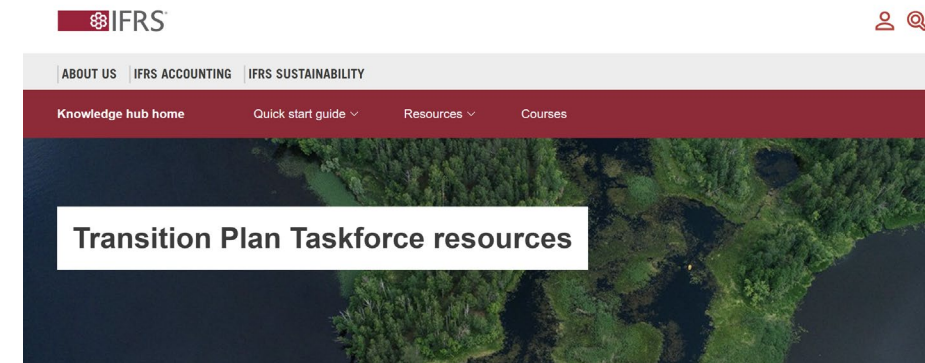 IFRS
ABOUT US IFRS ACCOUNTING IFRS SUSTAINABILITY
Knowledge hub home Quick start guide Resources Courses
Transition Plan Taskforce resources